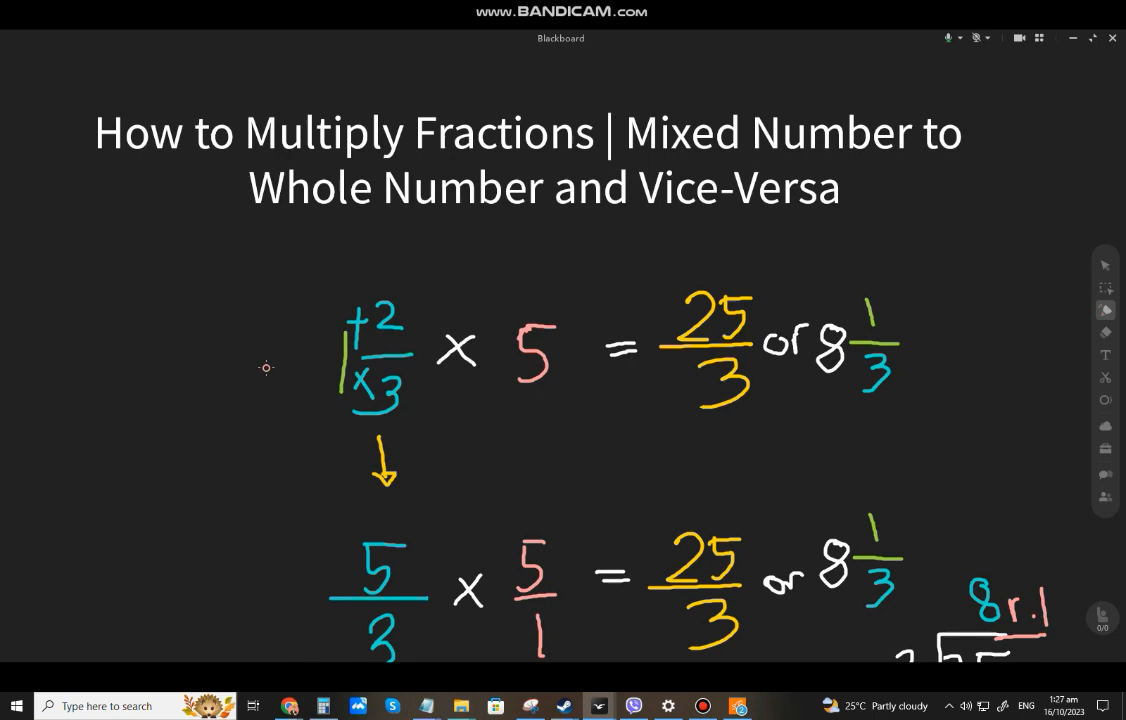 www.BANDICAM.com
Blackboard
How to Multiply Fractions | Mixed Number to
Whole Number and Vice-Versa
1 +2/×3 × 5 = 25/3 or 8 1/3
5/3 × 5/1 = 25/3 or 8 1/3
8 r.1
0/0
Type here to search
25°C Partly cloudy
ENG
1:27 am
16/10/2023